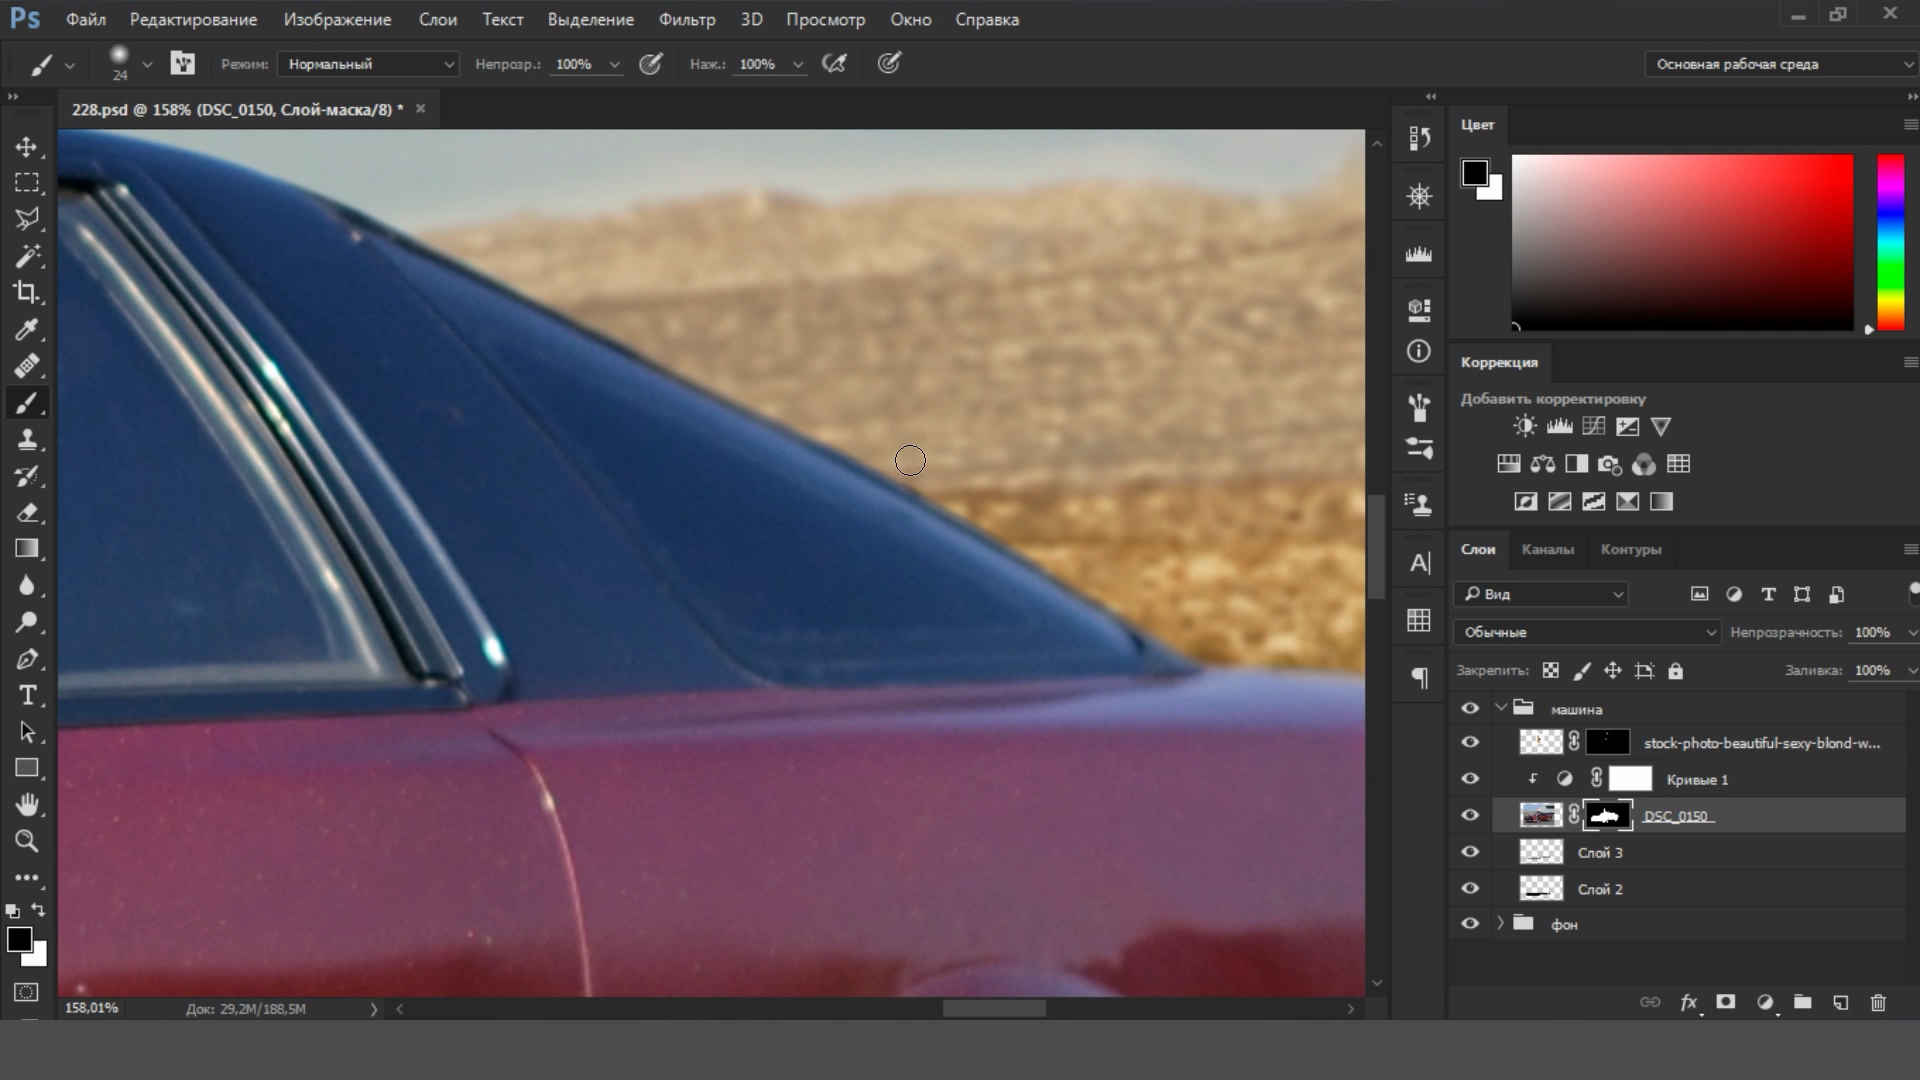 Ps Файл Редактирование Изображение Слои Текст Выделение Фильтр 3D Просмотр Окно Справка
24 Режим: Нормальный Непрозр.: 100% Наж.: 100% Основная рабочая среда
228.psd @ 158% (DSC_0150, Слой-маска/8) *
Цвет
Коррекция
Добавить корректировку
Слои Каналы Контуры
Вид
Обычные Непрозрачность: 100%
Закрепить: Заливка: 100%
машина
stock-photo-beautiful-sexy-blond-w...
Кривые 1
DSC_0150
Слой 3
Слой 2
фон
158,01% Док: 29,2M/188,5M
fx